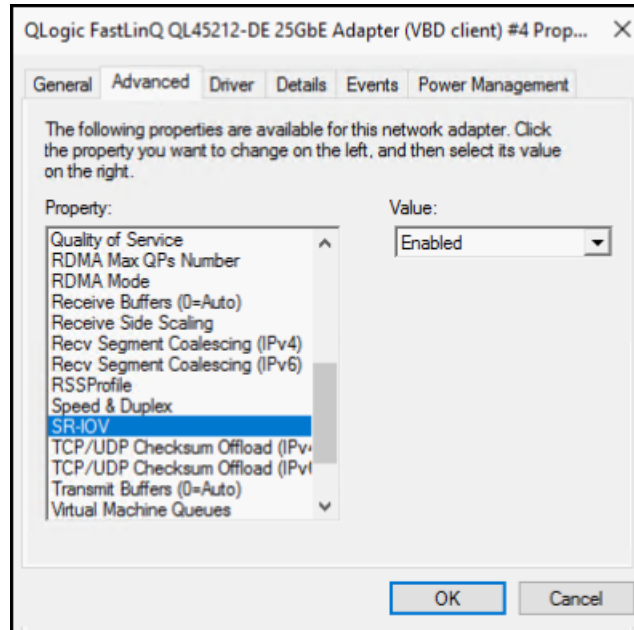 QLogic FastLinQ QL45212-DE 25GbE Adapter (VBD client) #4 Prop...
General Advanced Driver Details Events Power Management
The following properties are available for this network adapter. Click
the property you want to change on the left, and then select its value
on the right.
Property:
Value:
Quality of Service
RDMA Max QPs Number
RDMA Mode
Receive Buffers (0=Auto)
Receive Side Scaling
Recv Segment Coalescing (IPv4)
Recv Segment Coalescing (IPv6)
RSSProfile
Speed & Duplex
SR-IOV
TCP/UDP Checksum Offload (IPv4
TCP/UDP Checksum Offload (IPv6
Transmit Buffers (0=Auto)
Virtual Machine Queues
Enabled
OK Cancel